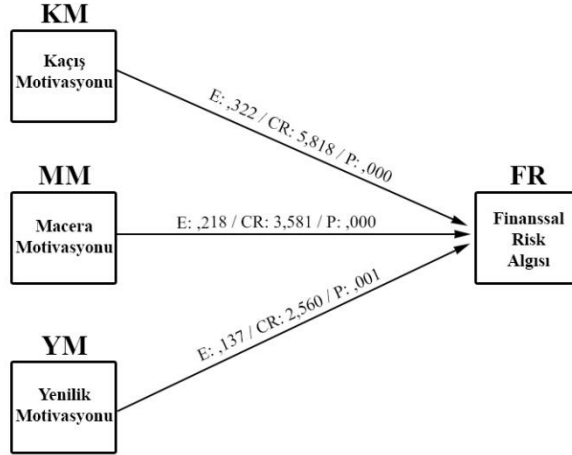 KM
Kaçış
Motivasyonu
E: ,322 / CR: 5,818 / P: ,000
MM
Macera
Motivasyonu
E: ,218 / CR: 3,581 / P: ,000
FR
Finanssal
Risk
Algısı
YM
Yenilik
Motivasyonu
E: ,137 / CR: 2,560 / P: ,001